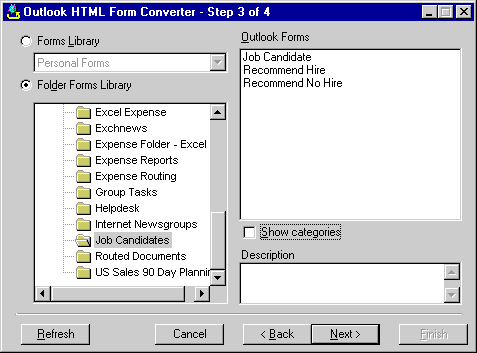 Outlook HTML Form Converter - Step 3 of 4
Forms Library
Personal Forms
Folder Forms Library
Excel Expense
Exchnews
Expense Folder - Excel
Expense Reports
Expense Routing
Group Tasks
Helpdesk
Internet Newsgroups
Job Candidates
Routed Documents
US Sales 90 Day Plannin
Outlook Forms
Job Candidate
Recommend Hire
Recommend No Hire
Show categories
Description
Refresh
Cancel
< Back
Next >
Finish